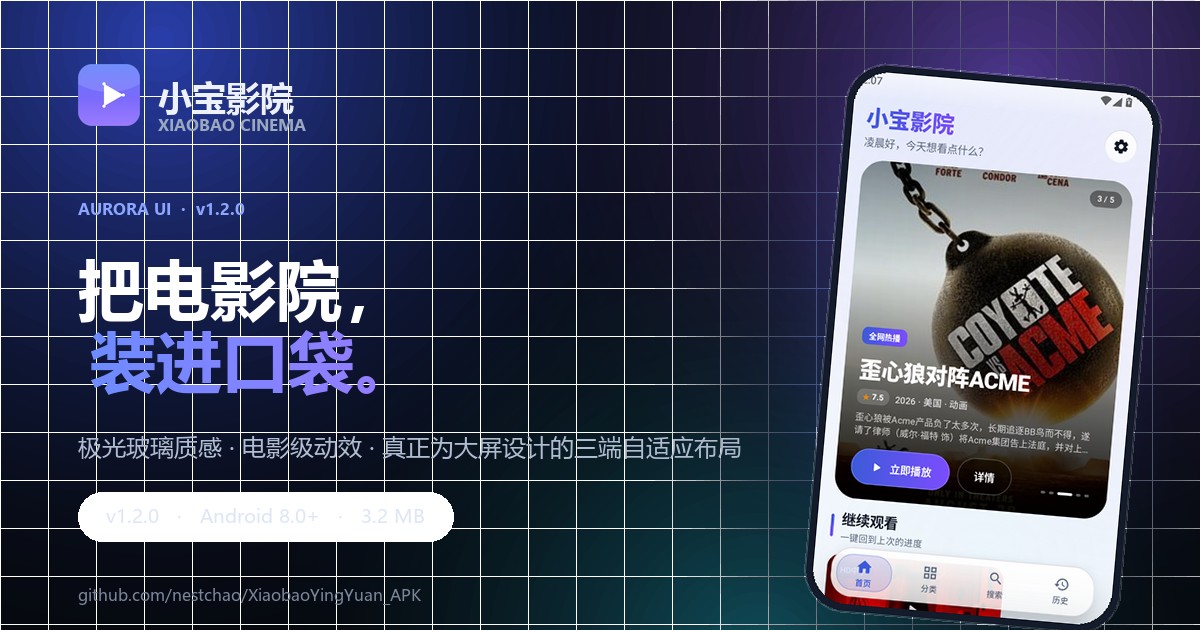 小宝影院
XIAOBAO CINEMA
AURORA UI · v1.2.0
把电影院，
装进口袋。
极光玻璃质感 · 电影级动效 · 真正为大屏设计的三端自适应布局
v1.2.0 · Android 8.0+ · 3.2 MB
github.com/nestchao/XiaobaoYingYuan_APK
:07
小宝影院
凌晨好，今天想看点什么？
FORTE CONDOR CENA
3 / 5
COYOTE
VS
ACME
全网热播
歪心狼对阵ACME
★ 7.5 2026 · 美国 · 动画
歪心狼被Acme产品负了太多次，长期追逐BB鸟而不得，遂
请了律师（威尔·福特 饰）将Acme集团告上法庭，并对上...
立即播放 详情
继续观看
一键回到上次的进度
首页 分类 搜索 历史